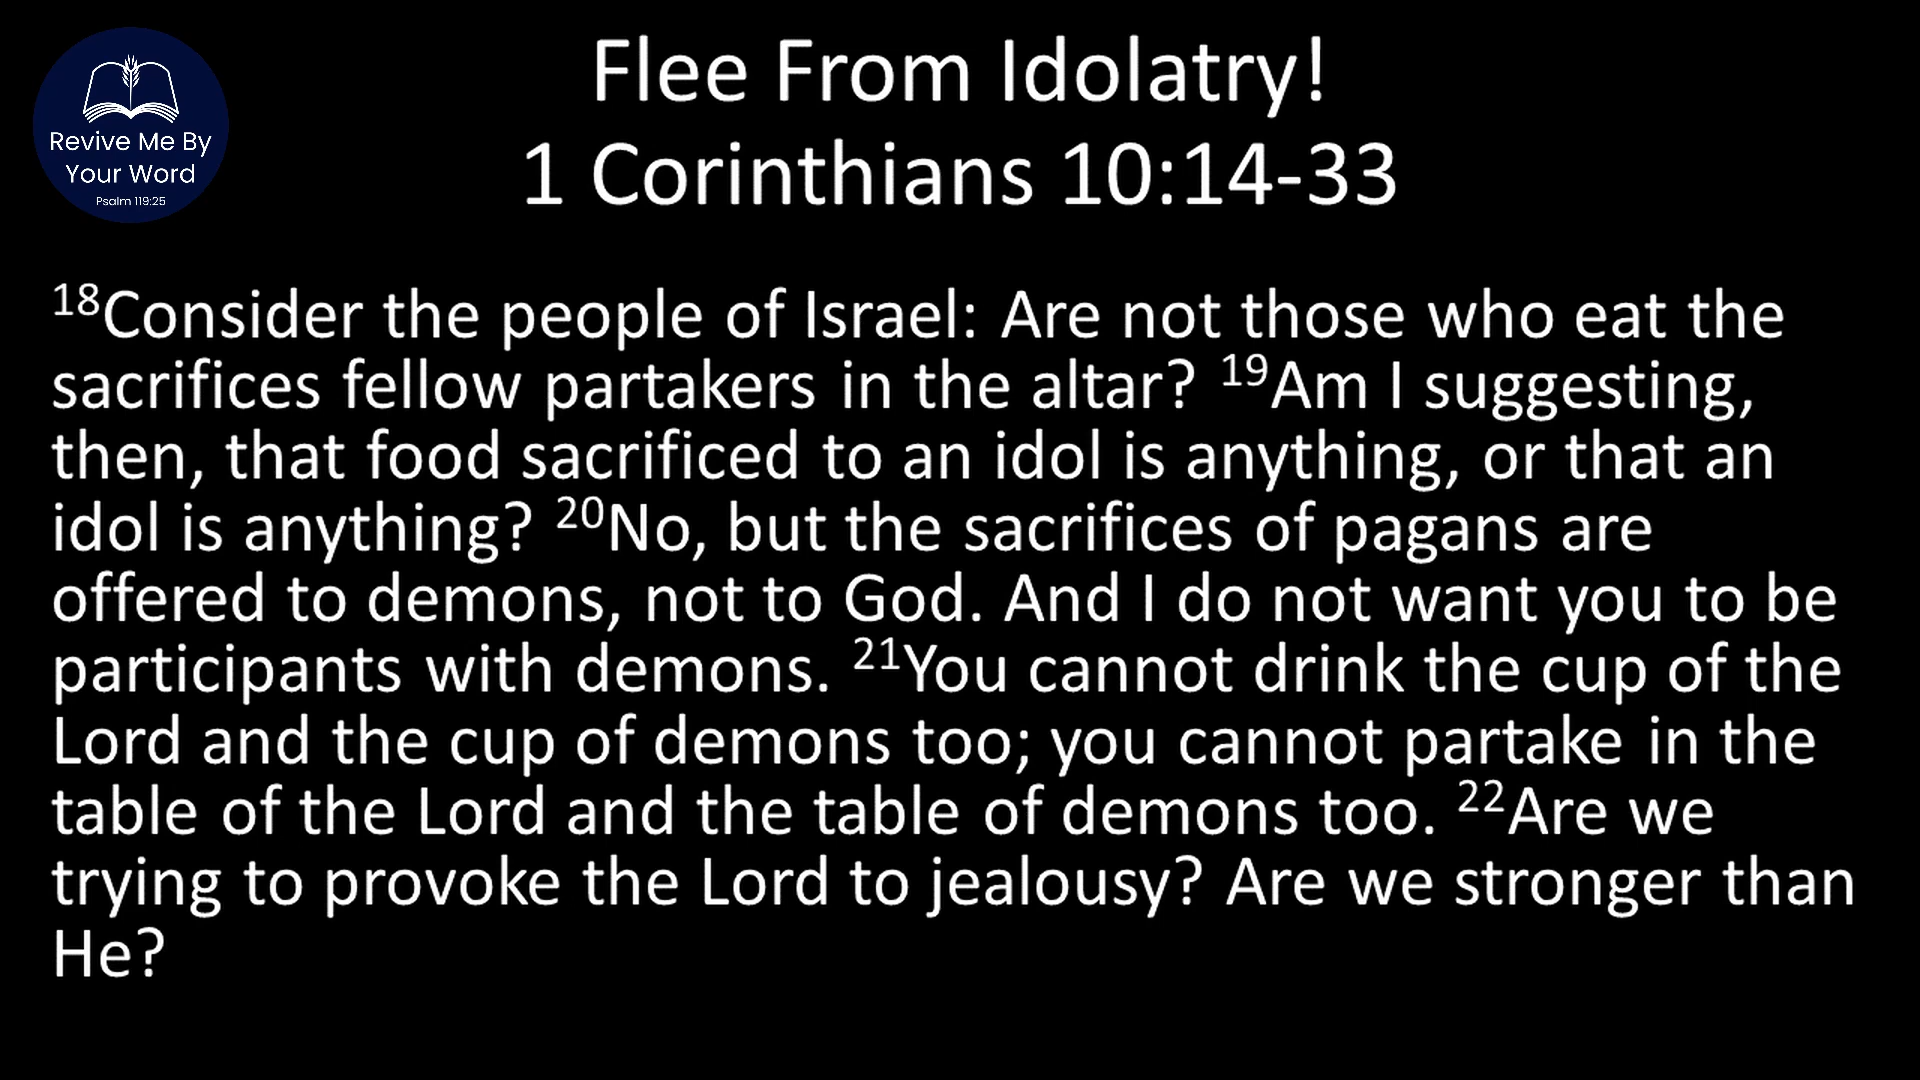 Revive Me By
Your Word
Psalm 119:25
Flee From Idolatry!
1 Corinthians 10:14-33
18Consider the people of Israel: Are not those who eat the
sacrifices fellow partakers in the altar? 19Am I suggesting,
then, that food sacrificed to an idol is anything, or that an
idol is anything? 20No, but the sacrifices of pagans are
offered to demons, not to God. And I do not want you to be
participants with demons. 21You cannot drink the cup of the
Lord and the cup of demons too; you cannot partake in the
table of the Lord and the table of demons too. 22Are we
trying to provoke the Lord to jealousy? Are we stronger than
He?